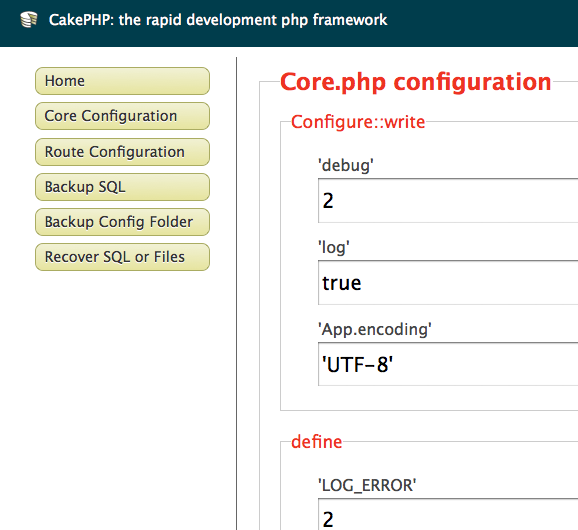 CakePHP: the rapid development php framework
Home
Core Configuration
Route Configuration
Backup SQL
Backup Config Folder
Recover SQL or Files
Core.php configuration
Configure::write
'debug'
2
'log'
true
'App.encoding'
'UTF-8'
define
'LOG_ERROR'
2